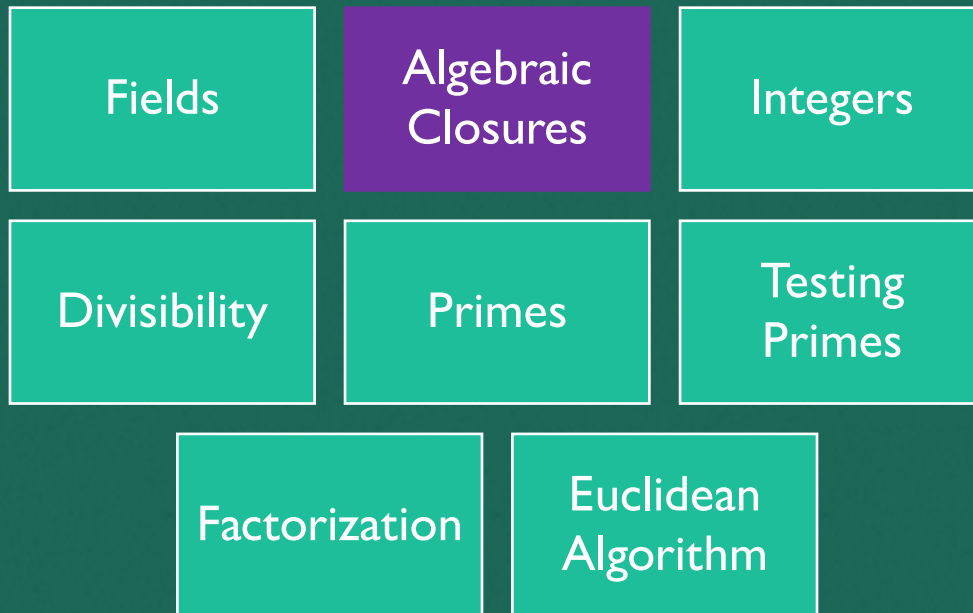 Fields
Algebraic
Closures
Integers
Divisibility
Primes
Testing
Primes
Factorization
Euclidean
Algorithm